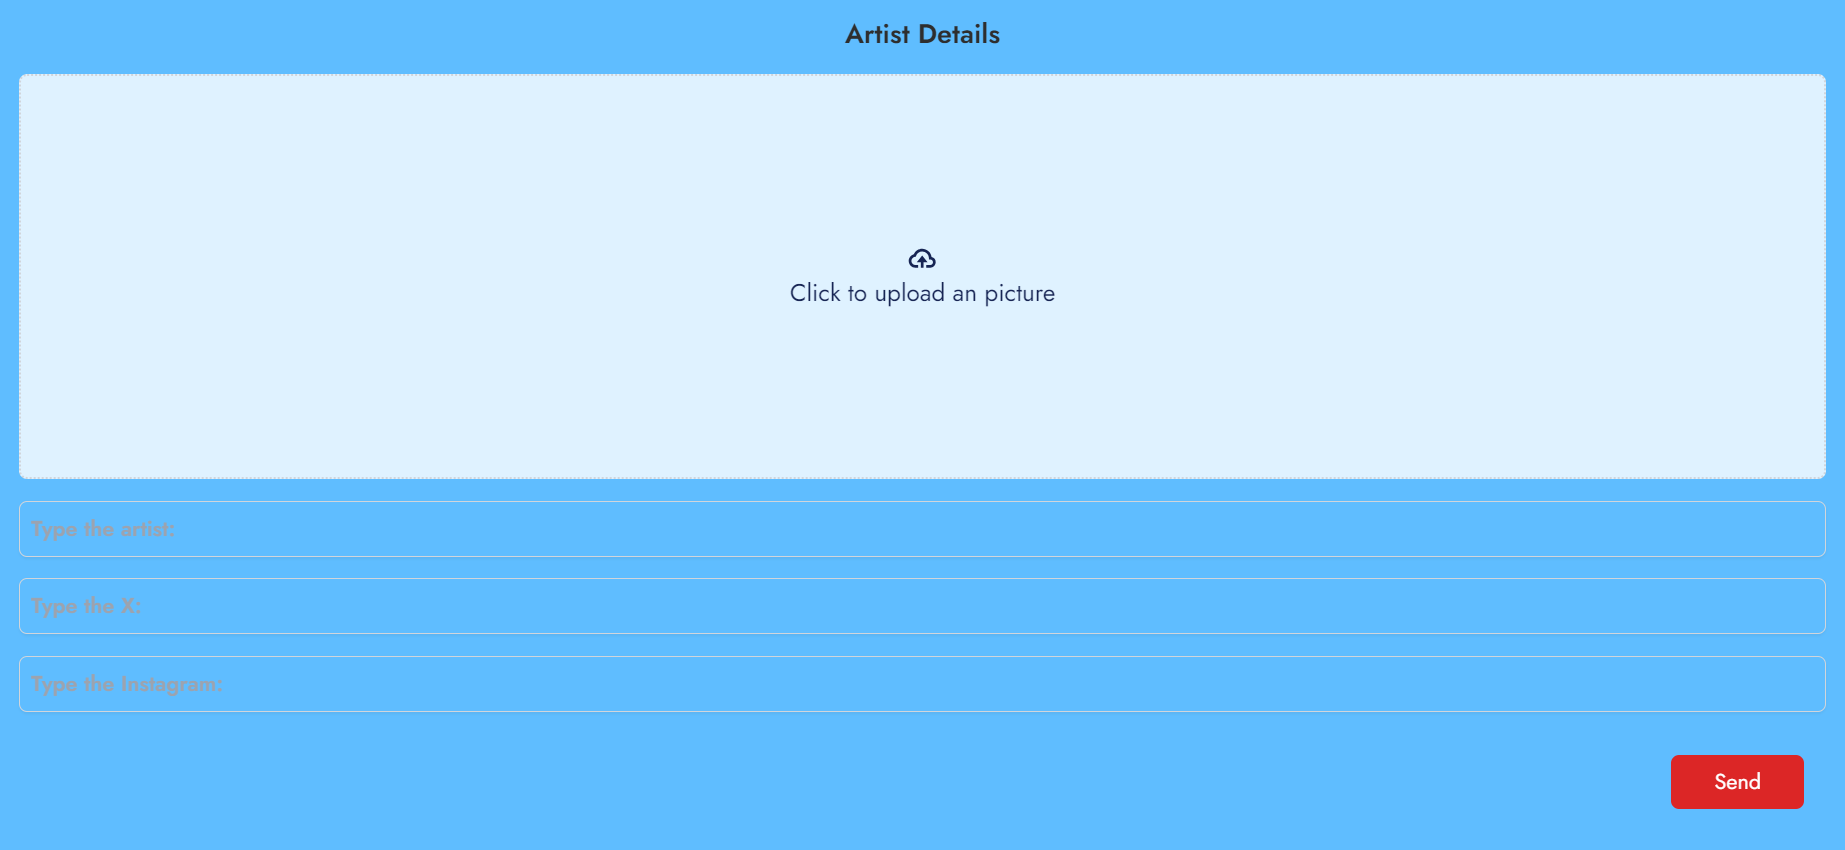 Artist Details
Click to upload an picture
Type the artist:
Type the X:
Type the Instagram:
Send